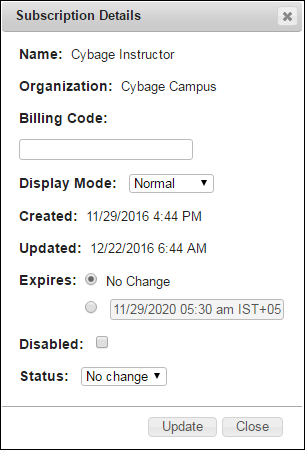 Subscription Details
Name: Cybage Instructor
Organization: Cybage Campus
Billing Code:
Display Mode: Normal
Created: 11/29/2016 4:44 PM
Updated: 12/22/2016 6:44 AM
Expires: No Change
11/29/2020 05:30 am IST+05
Disabled:
Status: No change
Update Close